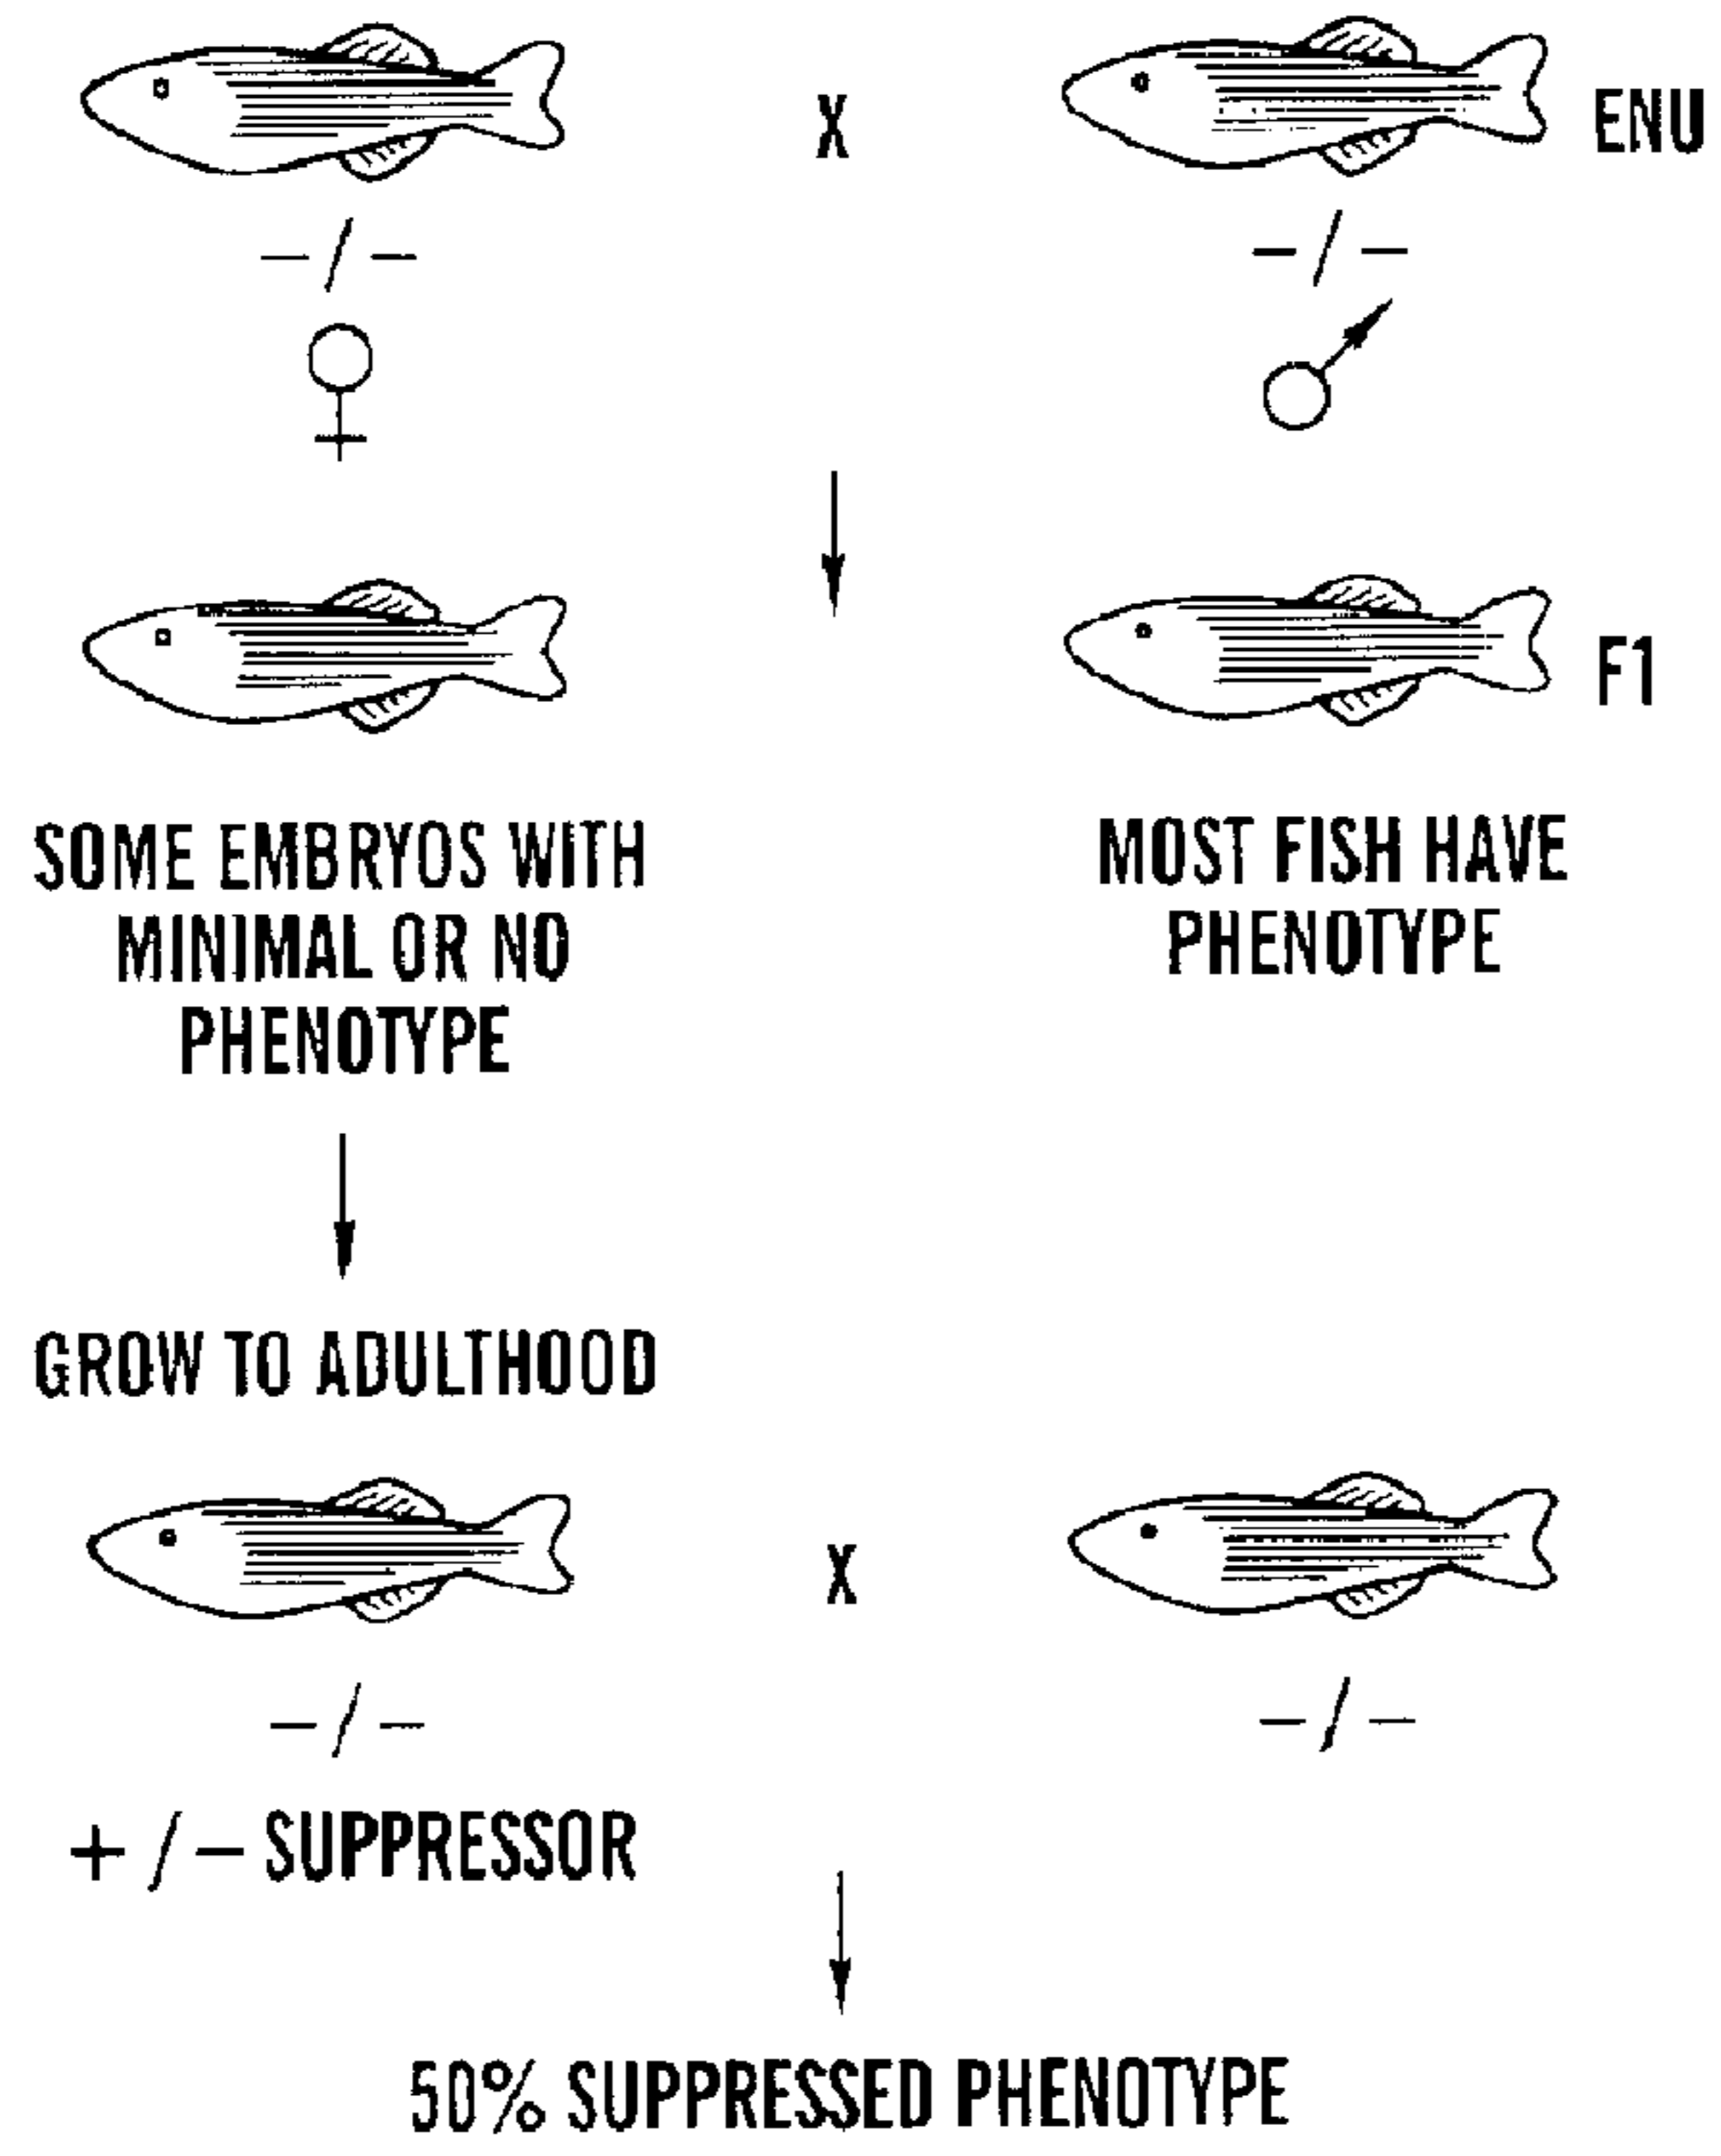 X
ENU
–/–
–/–
♀
♂
F1
SOME EMBRYOS WITH
MINIMAL OR NO
PHENOTYPE
MOST FISH HAVE
PHENOTYPE
GROW TO ADULTHOOD
X
–/–
–/–
+/– SUPPRESSOR
50% SUPPRESSED PHENOTYPE